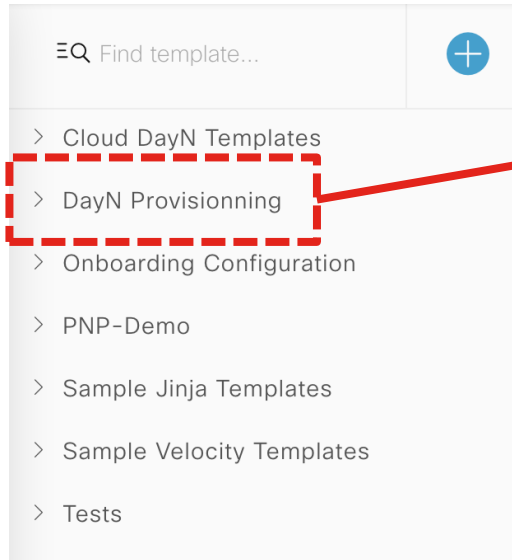 Find template...
Cloud DayN Templates
DayN Provisionning
Onboarding Configuration
PNP-Demo
Sample Jinja Templates
Sample Velocity Templates
Tests